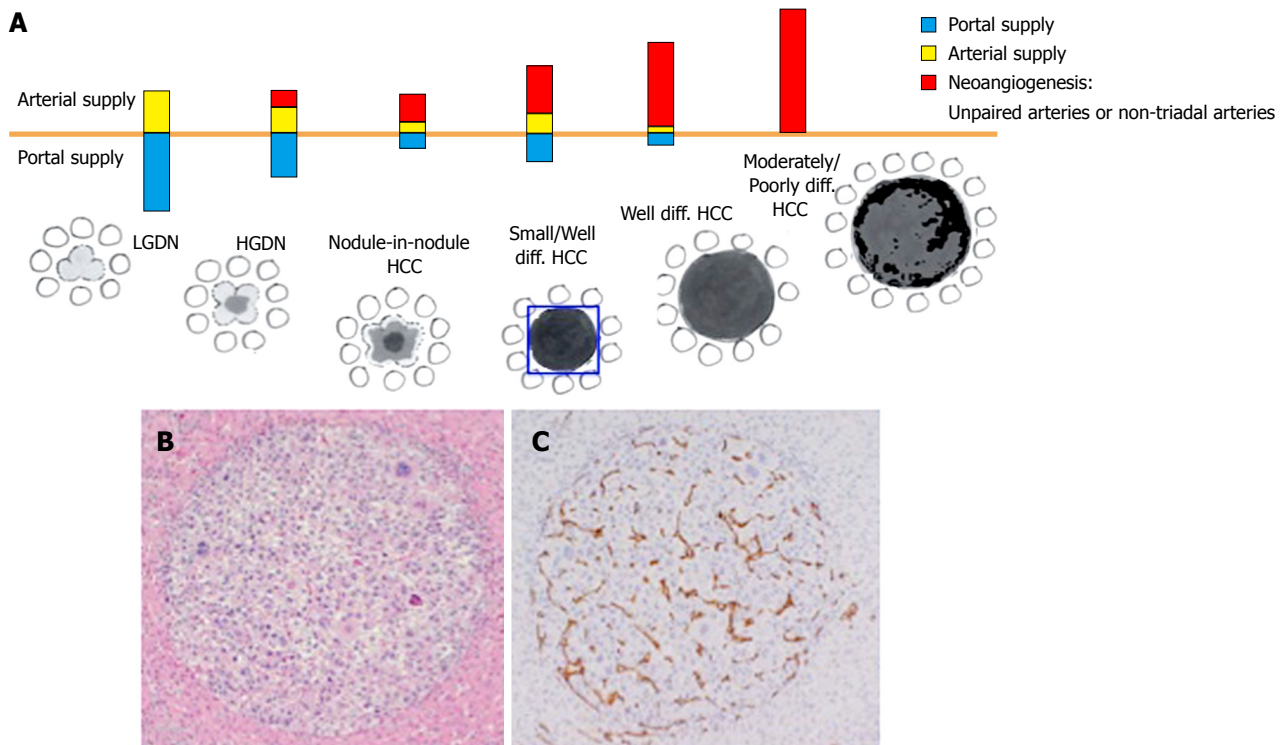 A
Portal supply
Arterial supply
Neoangiogenesis:
Unpaired arteries or non-triadal arteries
Arterial supply
Portal supply
LGDN
HGDN
Nodule-in-nodule
HCC
Small/Well
diff. HCC
Well diff. HCC
Moderately/
Poorly diff.
HCC
B
C